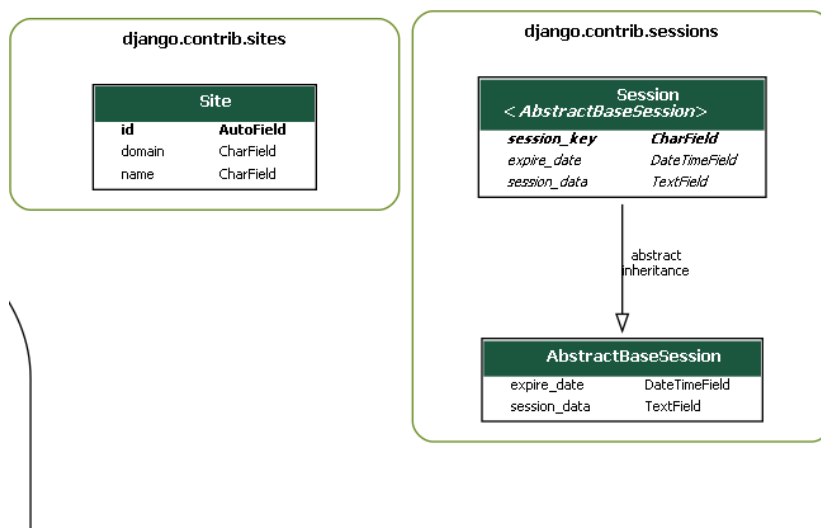 django.contrib.sites
Site
id AutoField
domain CharField
name CharField
django.contrib.sessions
Session
<AbstractBaseSession>
session_key CharField
expire_date DateTimeField
session_data TextField
abstract
inheritance
AbstractBaseSession
expire_date DateTimeField
session_data TextField